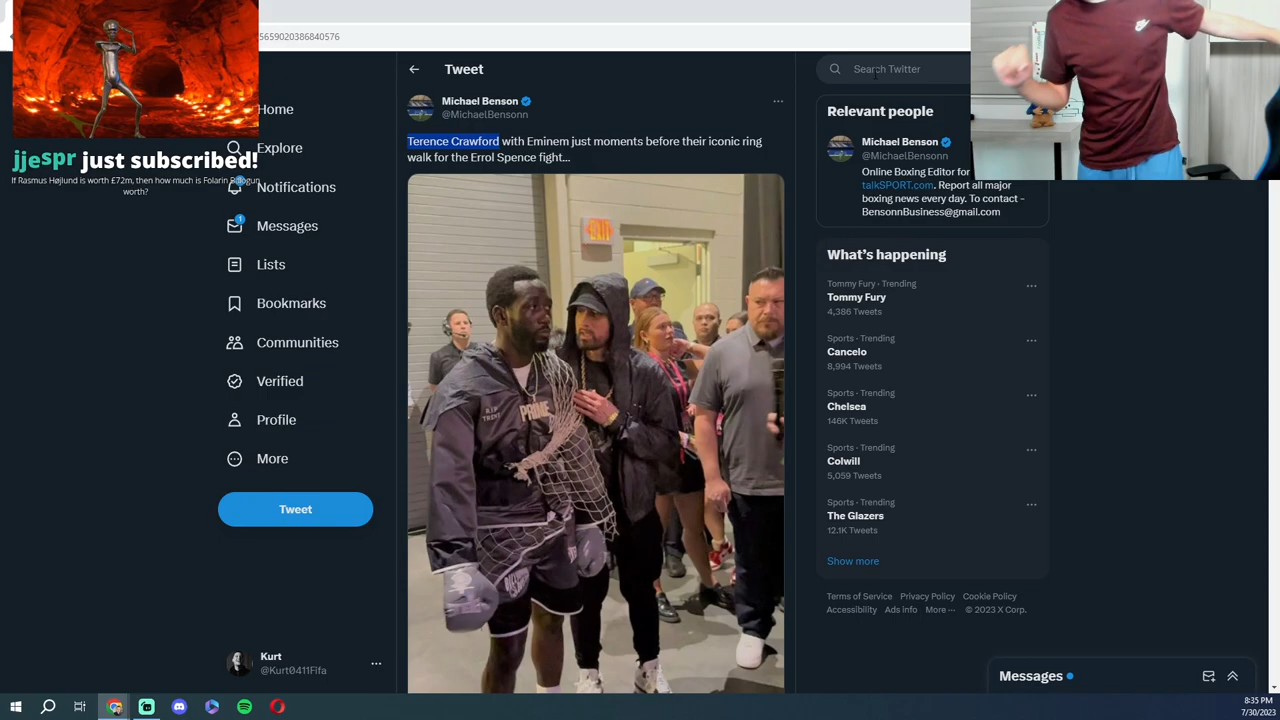 5659020386840576
jjespr just subscribed!
If Rasmus Højlund is worth £72m, then how much is Folarin Balogun
worth?
Home
Explore
Notifications
1
Messages
Lists
Bookmarks
Communities
Verified
Profile
More
Tweet
Kurt
@Kurt0411Fifa
Tweet
Michael Benson
@MichaelBensonn
Terence Crawford with Eminem just moments before their iconic ring
walk for the Errol Spence fight...
EXIT
R.I.P
TRENT
PRIME
Search Twitter
Relevant people
Michael Benson
@MichaelBensonn
Online Boxing Editor for
talkSPORT.com. Report all major
boxing news every day. To contact -
BensonnBusiness@gmail.com
What's happening
Tommy Fury · Trending
Tommy Fury
4,386 Tweets
Sports · Trending
Cancelo
8,994 Tweets
Sports · Trending
Chelsea
146K Tweets
Sports · Trending
Colwill
5,059 Tweets
Sports · Trending
The Glazers
12.1K Tweets
Show more
Terms of Service Privacy Policy Cookie Policy
Accessibility Ads info More ··· © 2023 X Corp.
Messages
8:35 PM
7/30/2023